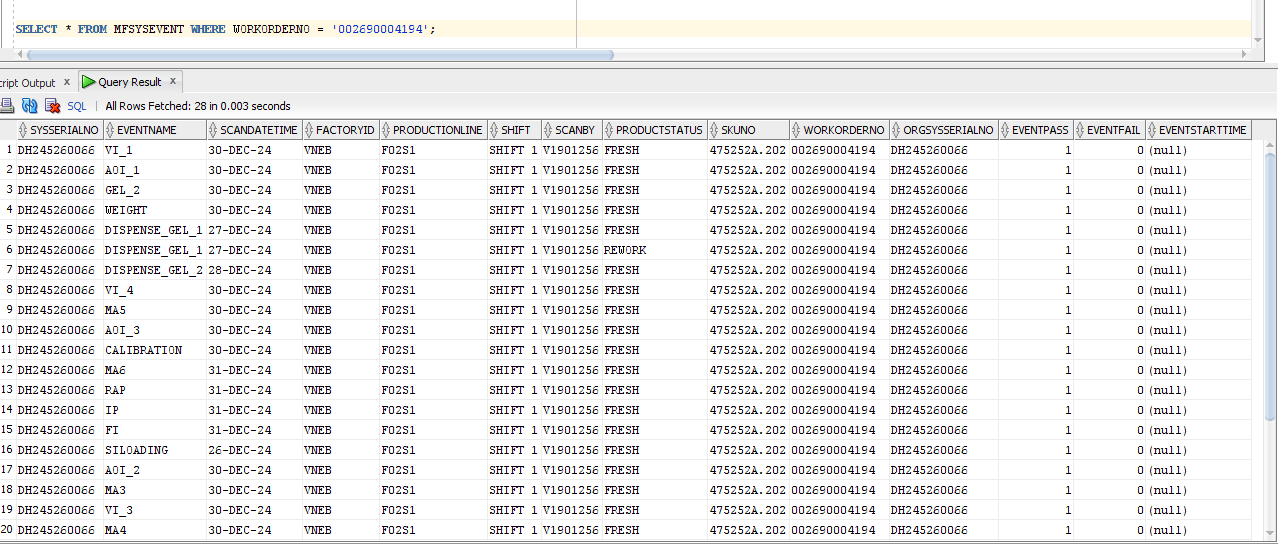 SELECT * FROM MFSYSEVENT WHERE WORKORDERNO = '002690004194';
cript Output x Query Result x
SQL | All Rows Fetched: 28 in 0.003 seconds
SYSSERIALNO EVENTNAME SCANDATETIME FACTORYID PRODUCTIONLINE SHIFT SCANBY PRODUCTSTATUS SKUNO WORKORDERNO ORGSYSSERIALNO EVENTPASS EVENTFAIL EVENTSTARTTIME
1 DH245260066 VI_1 30-DEC-24 VNEB F02S1 SHIFT 1 V1901256 FRESH 475252A.202 002690004194 DH245260066 1 0 (null)
2 DH245260066 AOI_1 30-DEC-24 VNEB F02S1 SHIFT 1 V1901256 FRESH 475252A.202 002690004194 DH245260066 1 0 (null)
3 DH245260066 GEL_2 30-DEC-24 VNEB F02S1 SHIFT 1 V1901256 FRESH 475252A.202 002690004194 DH245260066 1 0 (null)
4 DH245260066 WEIGHT 30-DEC-24 VNEB F02S1 SHIFT 1 V1901256 FRESH 475252A.202 002690004194 DH245260066 1 0 (null)
5 DH245260066 DISPENSE_GEL_1 27-DEC-24 VNEB F02S1 SHIFT 1 V1901256 FRESH 475252A.202 002690004194 DH245260066 1 0 (null)
6 DH245260066 DISPENSE_GEL_1 27-DEC-24 VNEB F02S1 SHIFT 1 V1901256 REWORK 475252A.202 002690004194 DH245260066 1 0 (null)
7 DH245260066 DISPENSE_GEL_2 28-DEC-24 VNEB F02S1 SHIFT 1 V1901256 FRESH 475252A.202 002690004194 DH245260066 1 0 (null)
8 DH245260066 VI_4 30-DEC-24 VNEB F02S1 SHIFT 1 V1901256 FRESH 475252A.202 002690004194 DH245260066 1 0 (null)
9 DH245260066 MA5 30-DEC-24 VNEB F02S1 SHIFT 1 V1901256 FRESH 475252A.202 002690004194 DH245260066 1 0 (null)
10 DH245260066 AOI_3 30-DEC-24 VNEB F02S1 SHIFT 1 V1901256 FRESH 475252A.202 002690004194 DH245260066 1 0 (null)
11 DH245260066 CALIBRATION 30-DEC-24 VNEB F02S1 SHIFT 1 V1901256 FRESH 475252A.202 002690004194 DH245260066 1 0 (null)
12 DH245260066 MA6 31-DEC-24 VNEB F02S1 SHIFT 1 V1901256 FRESH 475252A.202 002690004194 DH245260066 1 0 (null)
13 DH245260066 RAP 31-DEC-24 VNEB F02S1 SHIFT 1 V1901256 FRESH 475252A.202 002690004194 DH245260066 1 0 (null)
14 DH245260066 IP 31-DEC-24 VNEB F02S1 SHIFT 1 V1901256 FRESH 475252A.202 002690004194 DH245260066 1 0 (null)
15 DH245260066 FI 31-DEC-24 VNEB F02S1 SHIFT 1 V1901256 FRESH 475252A.202 002690004194 DH245260066 1 0 (null)
16 DH245260066 SILOADING 26-DEC-24 VNEB F02S1 SHIFT 1 V1901256 FRESH 475252A.202 002690004194 DH245260066 1 0 (null)
17 DH245260066 AOI_2 30-DEC-24 VNEB F02S1 SHIFT 1 V1901256 FRESH 475252A.202 002690004194 DH245260066 1 0 (null)
18 DH245260066 MA3 30-DEC-24 VNEB F02S1 SHIFT 1 V1901256 FRESH 475252A.202 002690004194 DH245260066 1 0 (null)
19 DH245260066 VI_3 30-DEC-24 VNEB F02S1 SHIFT 1 V1901256 FRESH 475252A.202 002690004194 DH245260066 1 0 (null)
20 DH245260066 MA4 30-DEC-24 VNEB F02S1 SHIFT 1 V1901256 FRESH 475252A.202 002690004194 DH245260066 1 0 (null)